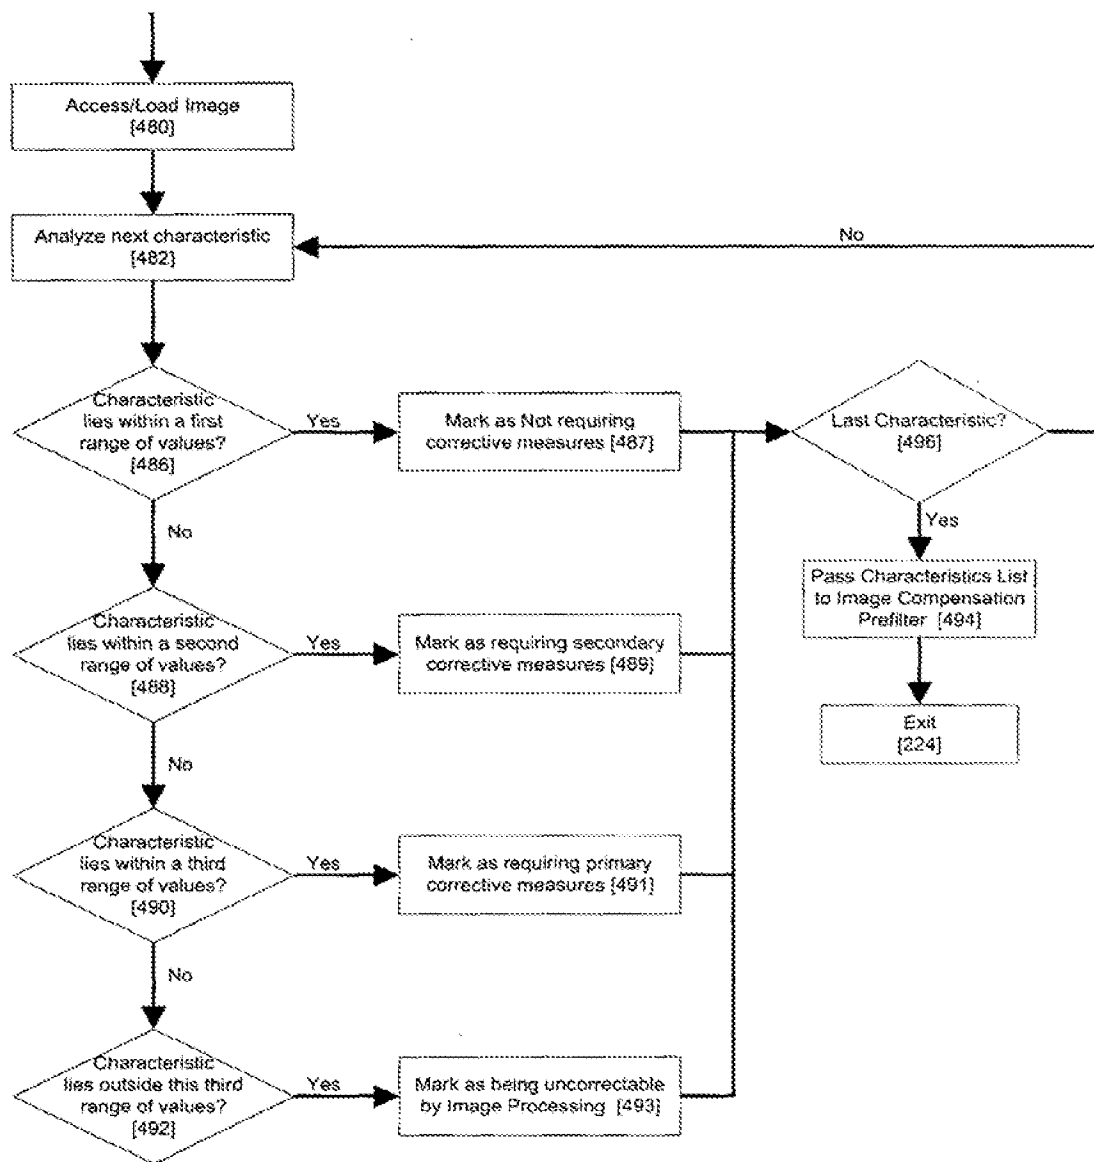 Access/Load Image
[480]
Analyze next characteristic
[482]
No
Characteristic
lies within a first
range of values?
[486]
Yes
Mark as Not requiring
corrective measures [487]
Last Characteristic?
[496]
No
Yes
Characteristic
lies within a second
range of values?
[488]
Yes
Mark as requiring secondary
corrective measures [489]
Pass Characteristics List
to Image Compensation
Prefilter [494]
Exit
[224]
No
Characteristic
lies within a third
range of values?
[490]
Yes
Mark as requiring primary
corrective measures [491]
No
Characteristic
lies outside this third
range of values?
[492]
Yes
Mark as being uncorrectable
by Image Processing [493]